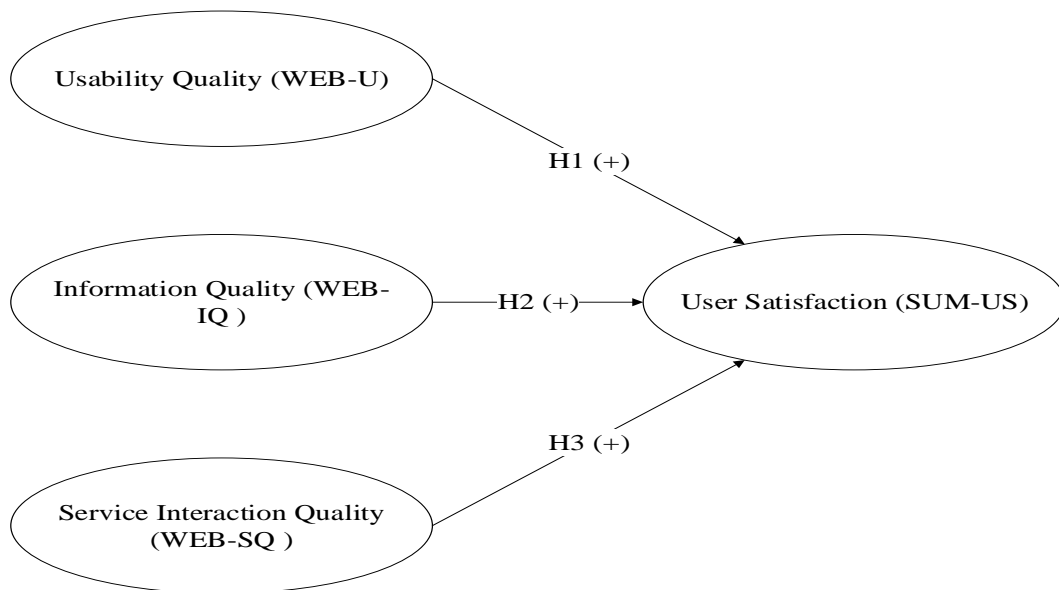 Usability Quality (WEB-U)
H1 (+)
Information Quality (WEB-
IQ )
H2 (+)
User Satisfaction (SUM-US)
H3 (+)
Service Interaction Quality
(WEB-SQ )